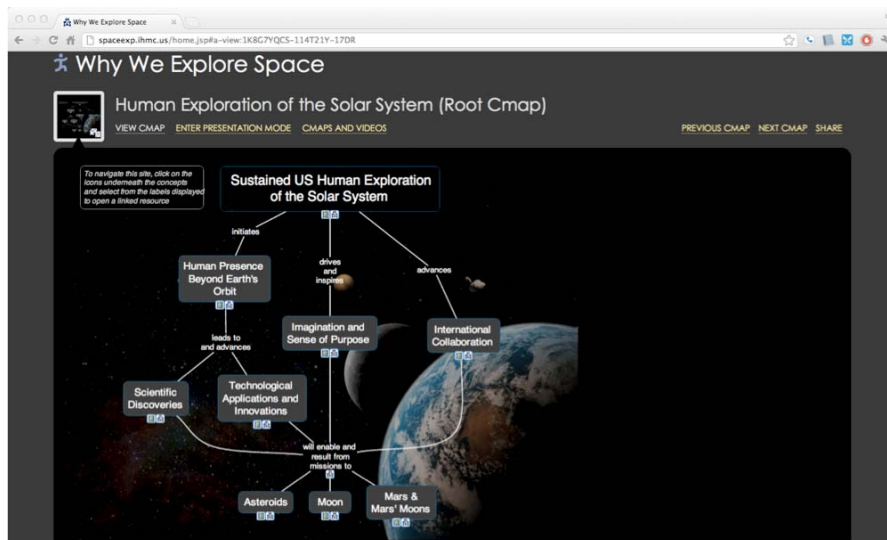 Why We Explore Space
spaceexp.ihmc.us/home.jsp#a-view:1K8G7YQCS-114T21Y-17DR
Why We Explore Space
Human Exploration of the Solar System (Root Cmap)
VIEW CMAP ENTER PRESENTATION MODE CMAPS AND VIDEOS PREVIOUS CMAP NEXT CMAP SHARE
To navigate this site, click on the
icons underneath the concepts
and select from the labels displayed
to open a linked resource
Sustained US Human Exploration
of the Solar System
initiates
drives
and
inspires
advances
Human Presence
Beyond Earth's
Orbit
Imagination and
Sense of Purpose
International
Collaboration
leads to
and advances
Scientific
Discoveries
Technological
Applications and
Innovations
will enable and
result from
missions to
Asteroids
Moon
Mars &
Mars' Moons